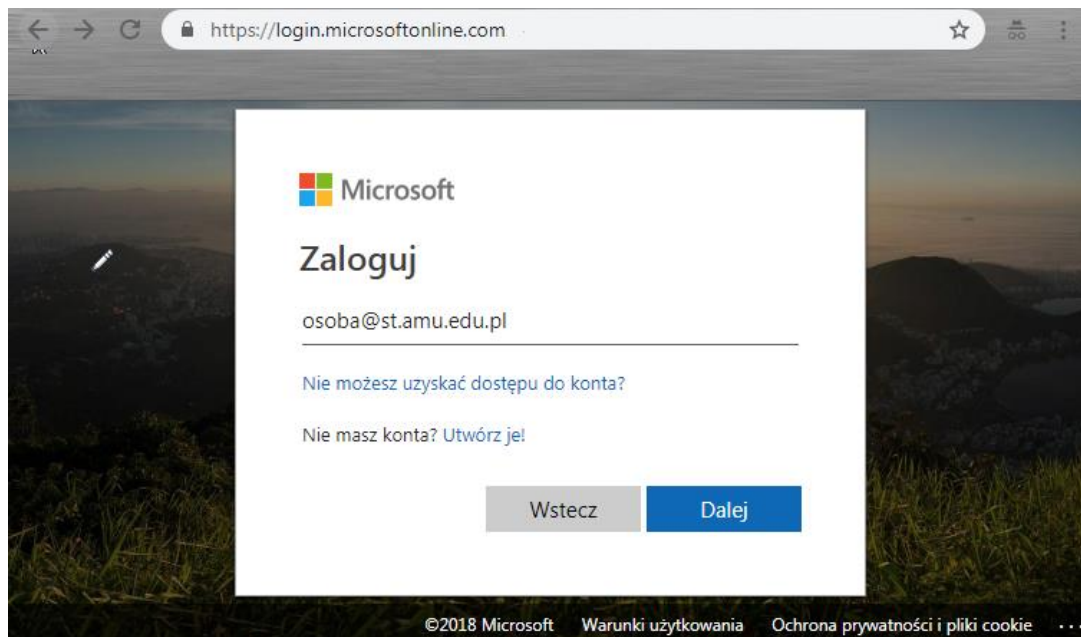 https://login.microsoftonline.com
Microsoft
Zaloguj
osoba@st.amu.edu.pl
Nie możesz uzyskać dostępu do konta?
Nie masz konta? Utwórz je!
Wstecz Dalej
©2018 Microsoft Warunki użytkowania Ochrona prywatności i pliki cookie ...